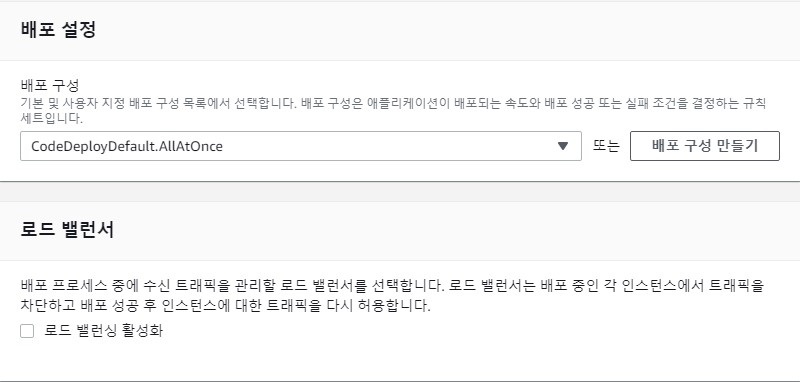 배포 설정
배포 구성
기본 및 사용자 지정 배포 구성 목록에서 선택합니다. 배포 구성은 애플리케이션이 배포되는 속도와 배포 성공 또는 실패 조건을 결정하는 규칙
세트입니다.
CodeDeployDefault.AllAtOnce 또는 배포 구성 만들기
로드 밸런서
배포 프로세스 중에 수신 트래픽을 관리할 로드 밸런서를 선택합니다. 로드 밸런서는 배포 중인 각 인스턴스에서 트래픽을
차단하고 배포 성공 후 인스턴스에 대한 트래픽을 다시 허용합니다.
로드 밸런싱 활성화